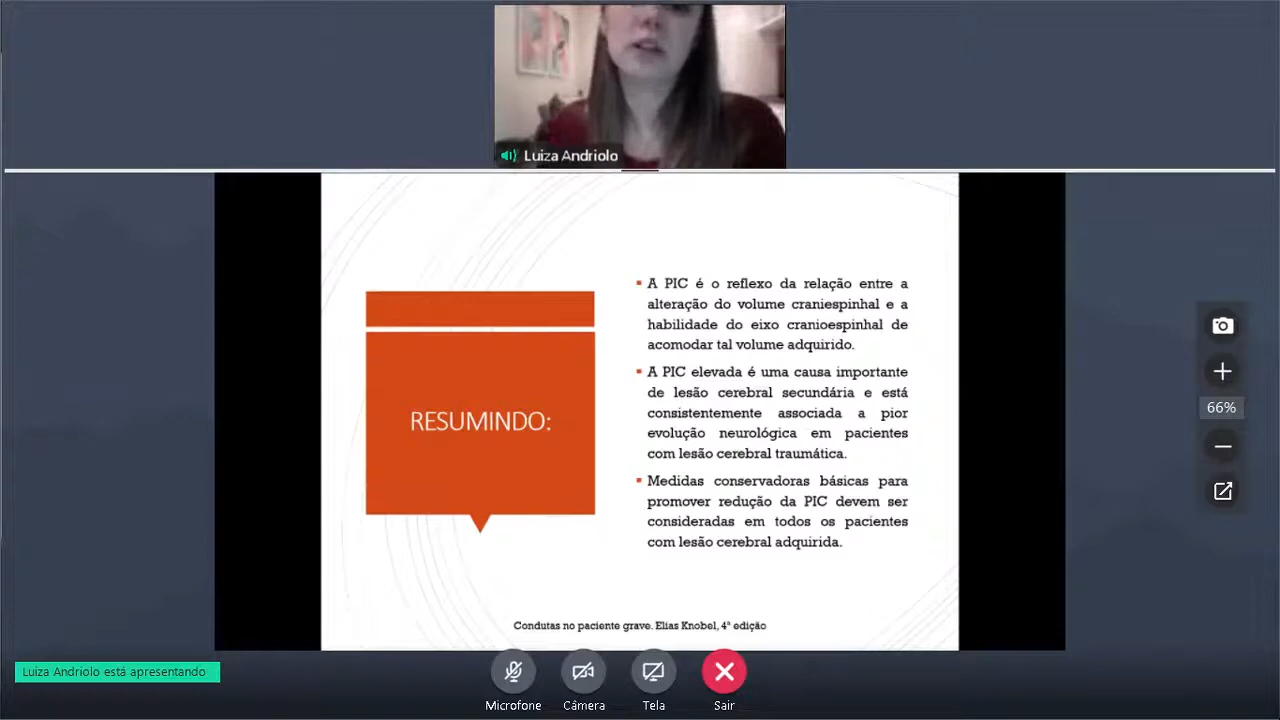 Luiza Andriolo
RESUMINDO:
A PIC é o reflexo da relação entre a
alteração do volume craniespinhal e a
habilidade do eixo cranioespinhal de
acomodar tal volume adquirido.
A PIC elevada é uma causa importante
de lesão cerebral secundária e está
consistentemente associada a pior
evolução neurológica em pacientes
com lesão cerebral traumática.
Medidas conservadoras básicas para
promover redução da PIC devem ser
consideradas em todos os pacientes
com lesão cerebral adquirida.
Condutas no paciente grave. Elias Knobel, 4ª edição
66%
Luiza Andriolo está apresentando
Microfone
Câmera
Tela
Sair